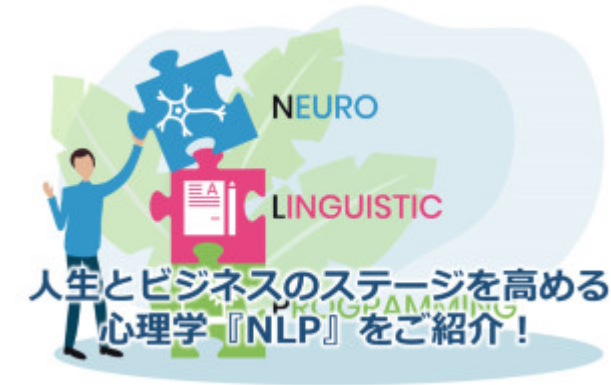 NEURO
A
LINGUISTIC
PROGRAMMING
人生とビジネスのステージを高める
心理学『NLP』をご紹介！